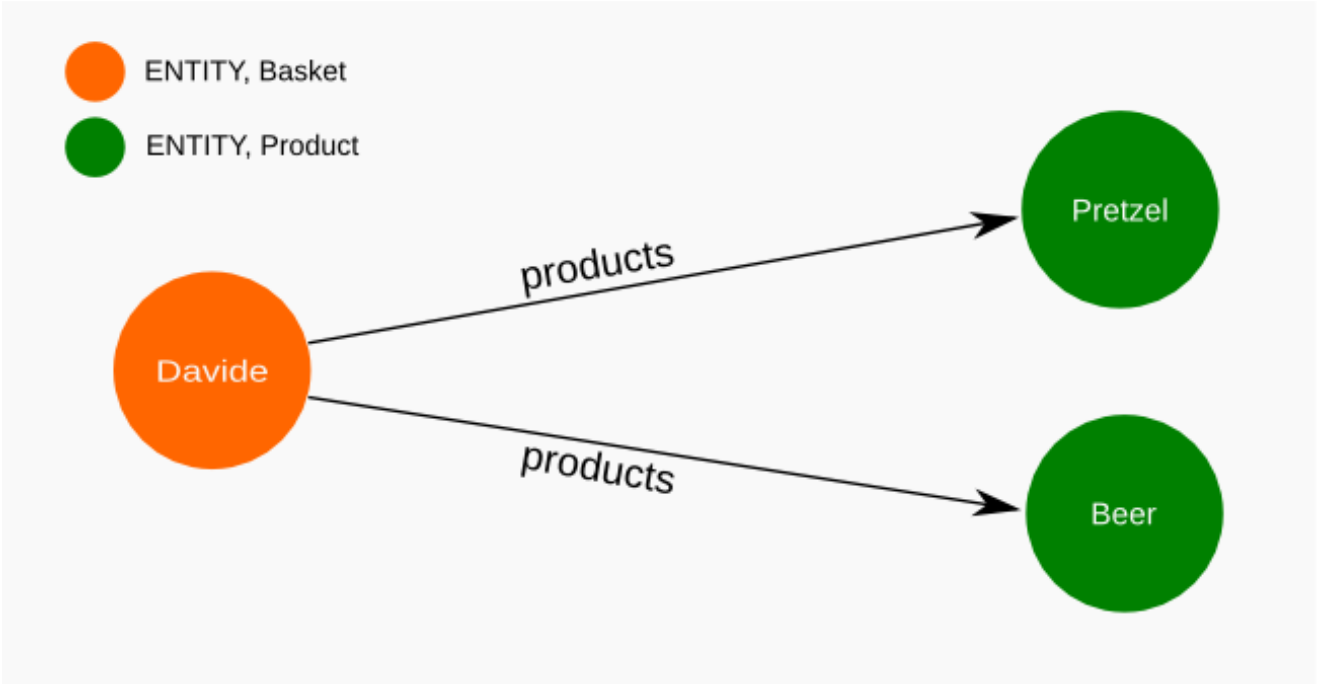 ENTITY, Basket
ENTITY, Product
Pretzel
products
Davide
products
Beer